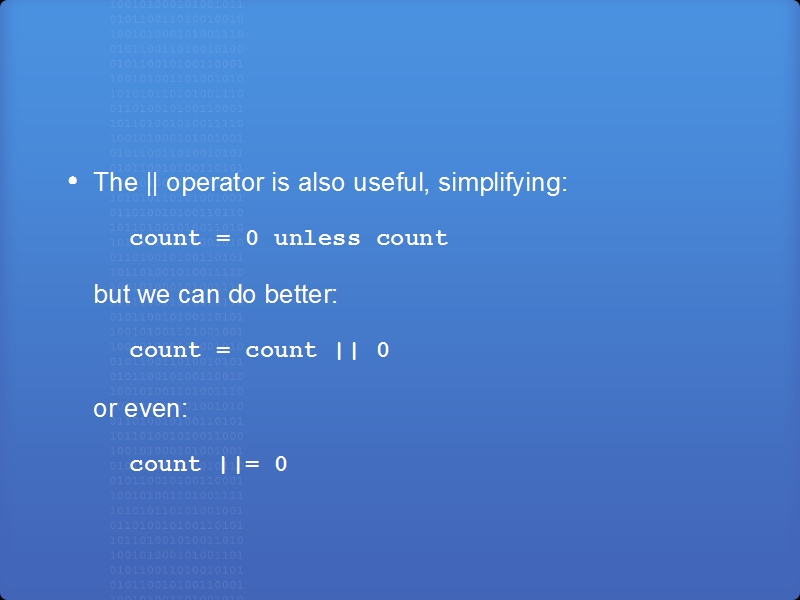 • The || operator is also useful, simplifying:
count = 0 unless count
but we can do better:
count = count || 0
or even:
count ||= 0